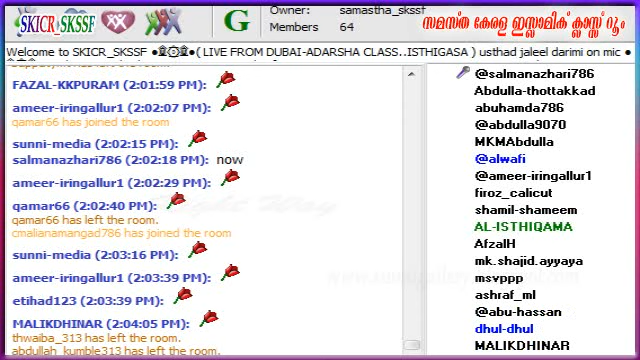 SKICR_SKSSF
G
Owner: samastha_skssf
Members 64
സമസ്ത കേരള ഇസ്ലാമിക് ക്ലാസ്സ് റൂം
Welcome to SKICR_SKSSF ( LIVE FROM DUBAI-ADARSHA CLASS..ISTHIGASA ) usthad jaleel darimi on mic
FAZAL-KKPURAM (2:01:59 PM):
ameer-iringallur1 (2:02:07 PM):
qamar66 has joined the room
sunni-media (2:02:15 PM):
salmanazhari786 (2:02:18 PM): now
ameer-iringallur1 (2:02:29 PM):
qamar66 (2:02:40 PM):
qamar66 has left the room.
cmalianamangad786 has joined the room
sunni-media (2:03:16 PM):
ameer-iringallur1 (2:03:39 PM):
etihad123 (2:03:39 PM):
MALIKDHINAR (2:04:05 PM):
thwaiba_313 has left the room.
abdullah_kumble313 has left the room.
@salmanazhari786
Abdulla-thottakkad
abuhamda786
@abdulla9070
MKMAbdulla
@alwafi
@ameer-iringallur1
firoz_calicut
shamil-shameem
AL-ISTHIQAMA
AfzalH
mk.shajid.ayyaya
msvppp
ashraf_ml
@abu-hassan
dhul-dhul
MALIKDHINAR